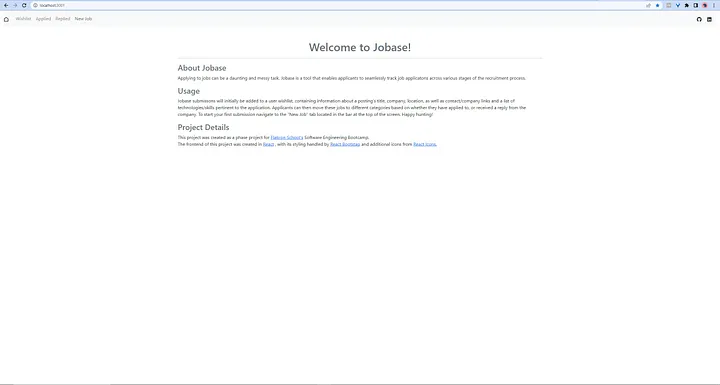 localhost:3001
Wishlist Applied Replied New Job
Welcome to Jobase!
About Jobase
Applying to jobs can be a daunting and messy task. Jobase is a tool that enables applicants to seamlessly track job applications across various stages of the recruitment process.
Usage
Jobase submissions will initially be added to a user wishlist, containing information about a posting's title, company, location, as well as contact/company links and a list of
technologies/skills pertinent to the application. Applicants can then move these jobs to different categories based on whether they have applied to, or received a reply from the
company. To start your first submission navigate to the 'New Job' tab located in the bar at the top of the screen. Happy hunting!
Project Details
This project was created as a phase project for Flatiron School's Software Engineering Bootcamp.
The frontend of this project was created in React , with its styling handled by React Bootstrap and additional icons from React Icons.